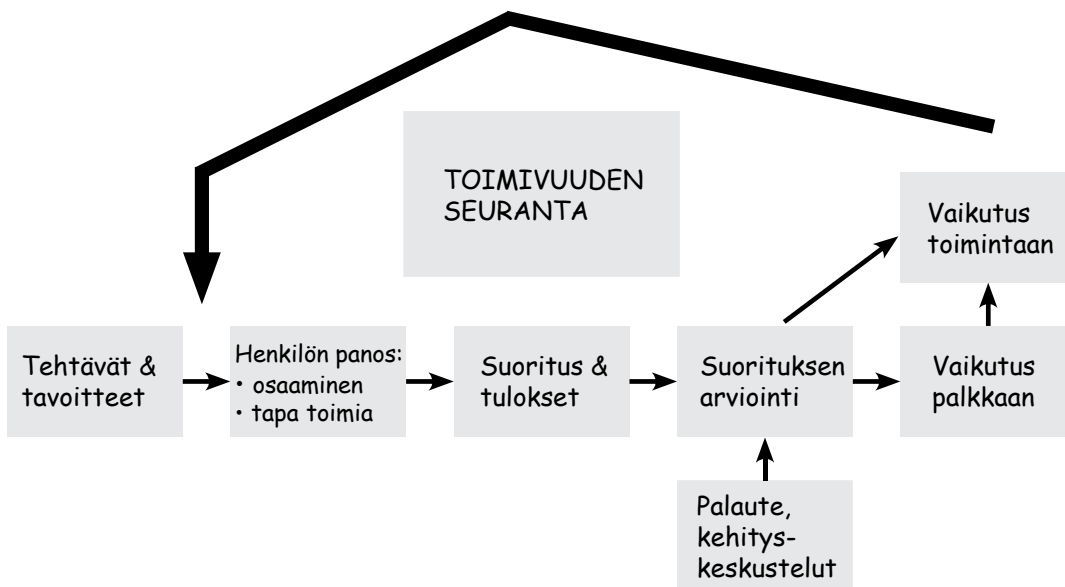 TOIMIVUUDEN
SEURANTA
Vaikutus
toimintaan
Tehtävät &
tavoitteet
Henkilön panos:
• osaaminen
• tapa toimia
Suoritus &
tulokset
Suorituksen
arviointi
Vaikutus
palkkaan
Palaute,
kehitys-
keskustelut